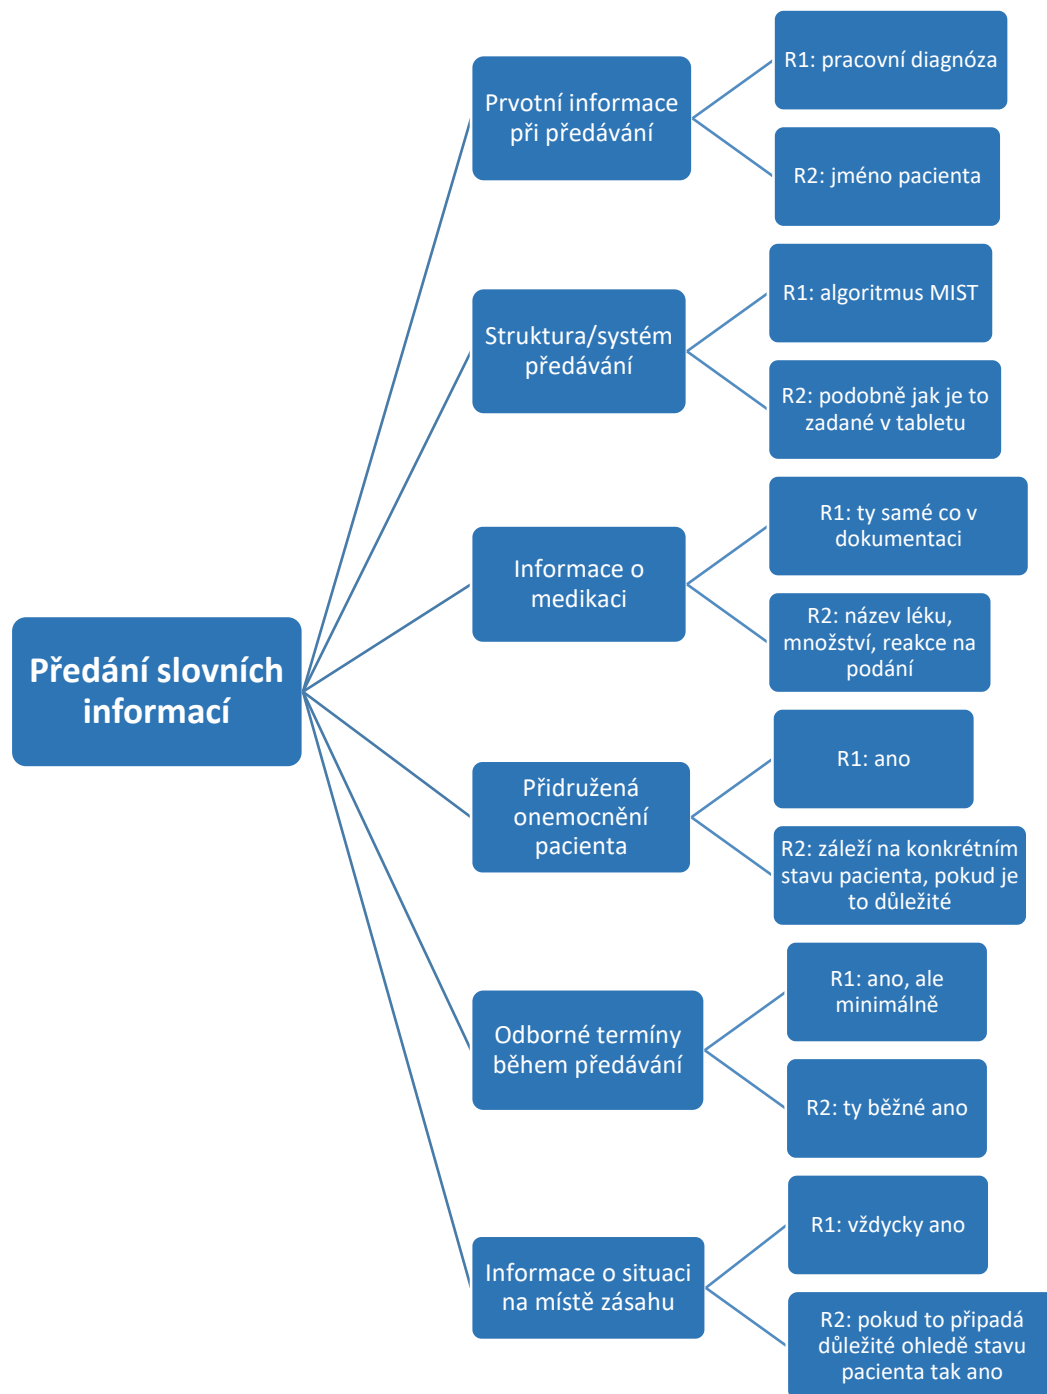 Předání slovních
informací
Prvotní informace
při předávání
R1: pracovní diagnóza
R2: jméno pacienta
Struktura/systém
předávání
R1: algoritmus MIST
R2: podobně jak je to
zadané v tabletu
Informace o
medikaci
R1: ty samé co v
dokumentaci
R2: název léku,
množství, reakce na
podání
Přidružená
onemocnění
pacienta
R1: ano
R2: záleží na konkrétním
stavu pacienta, pokud je
to důležité
Odborné termíny
během předávání
R1: ano, ale
minimálně
R2: ty běžné ano
Informace o situaci
na místě zásahu
R1: vždycky ano
R2: pokud to připadá
důležité ohledě stavu
pacienta tak ano